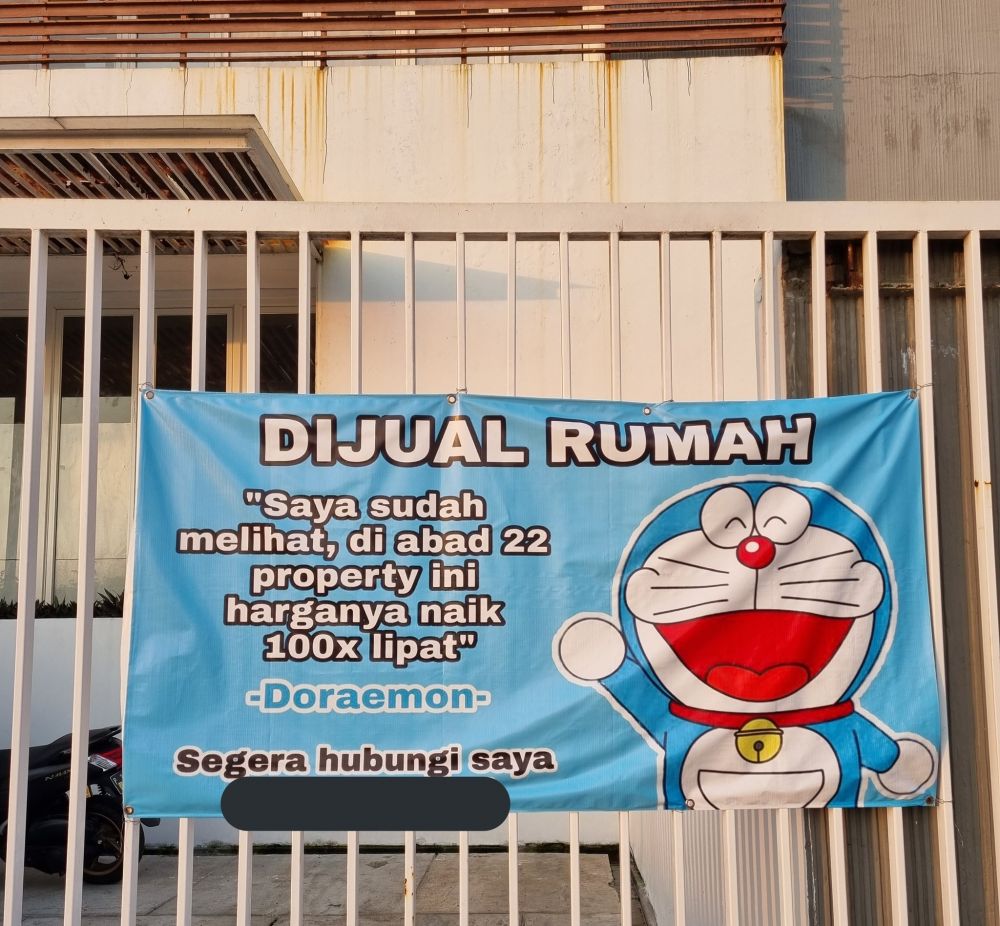 DIJUAL RUMAH
"Saya sudah
melihat, di abad 22
property ini
harganya naik
100x lipat"
-Doraemon-
Segera hubungi saya